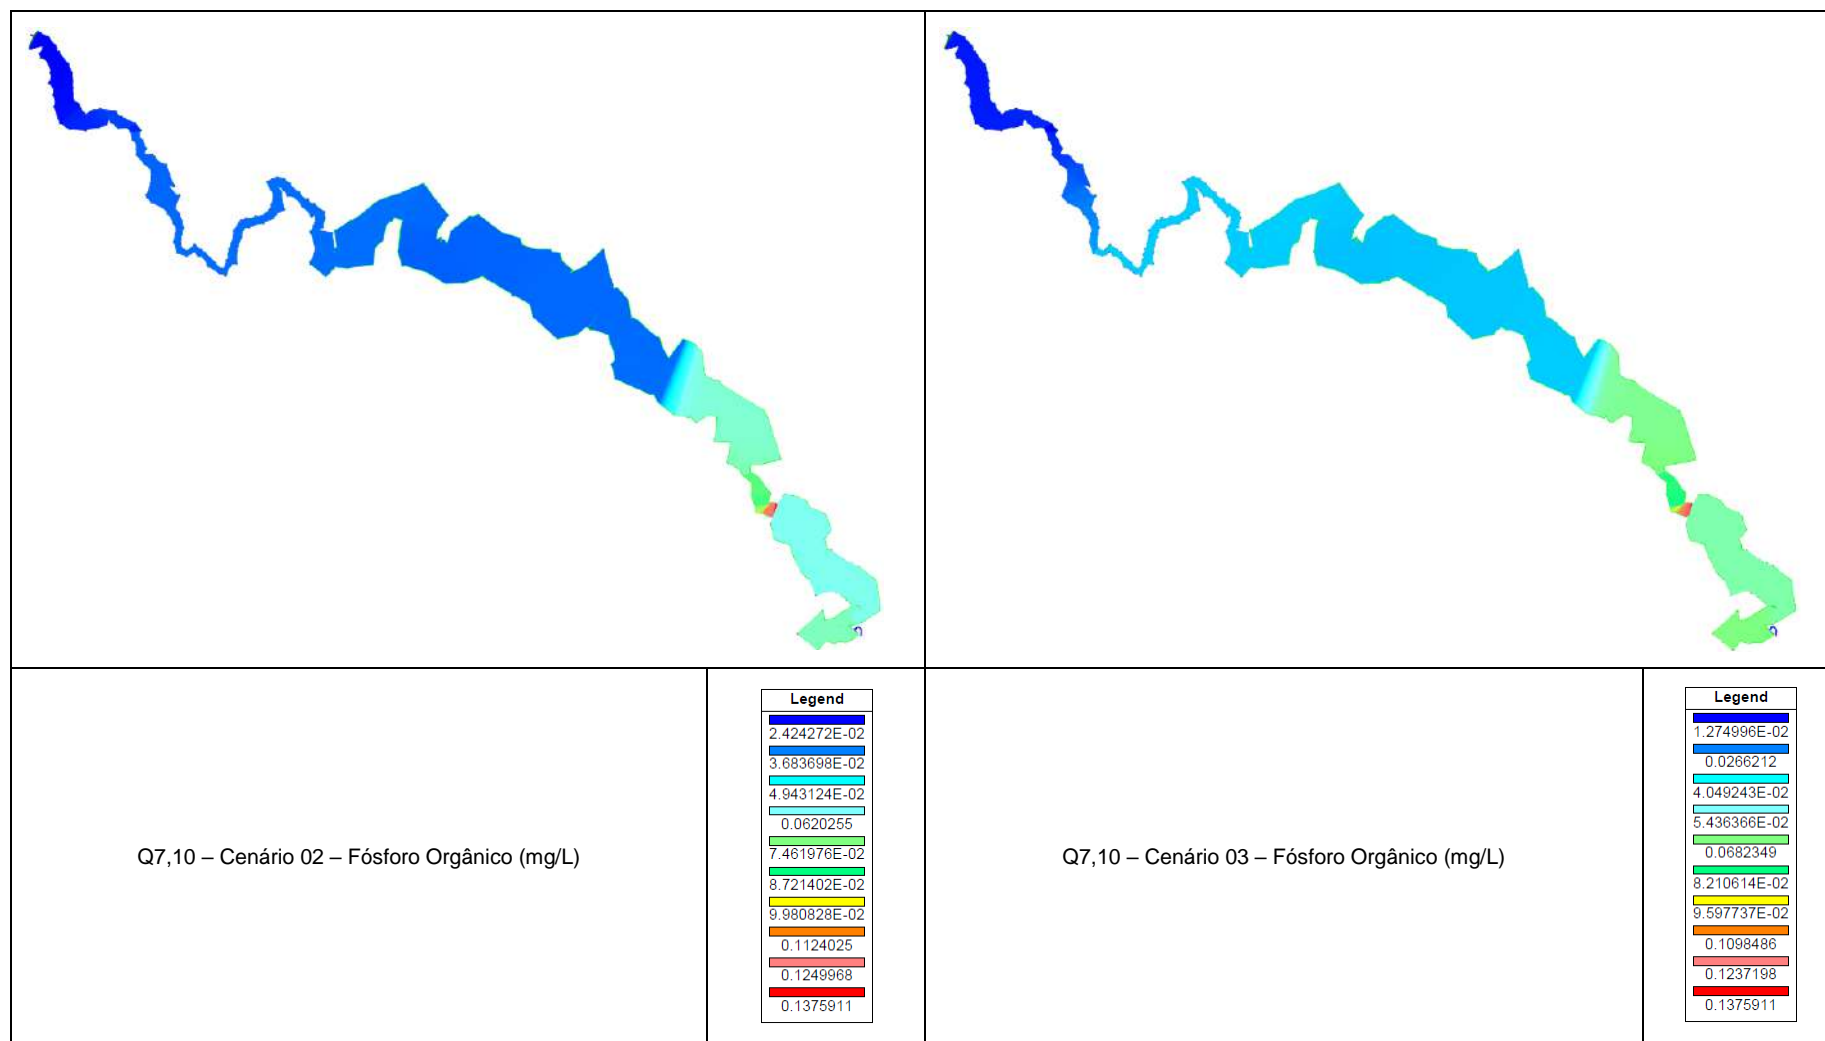 Q7,10 – Cenário 02 – Fósforo Orgânico (mg/L)
Legend
2.424272E-02
3.683698E-02
4.943124E-02
0.0620255
7.461976E-02
8.721402E-02
9.980828E-02
0.1124025
0.1249968
0.1375911
Q7,10 – Cenário 03 – Fósforo Orgânico (mg/L)
Legend
1.274996E-02
0.0266212
4.049243E-02
5.436366E-02
0.0682349
8.210614E-02
9.597737E-02
0.1098486
0.1237198
0.1375911